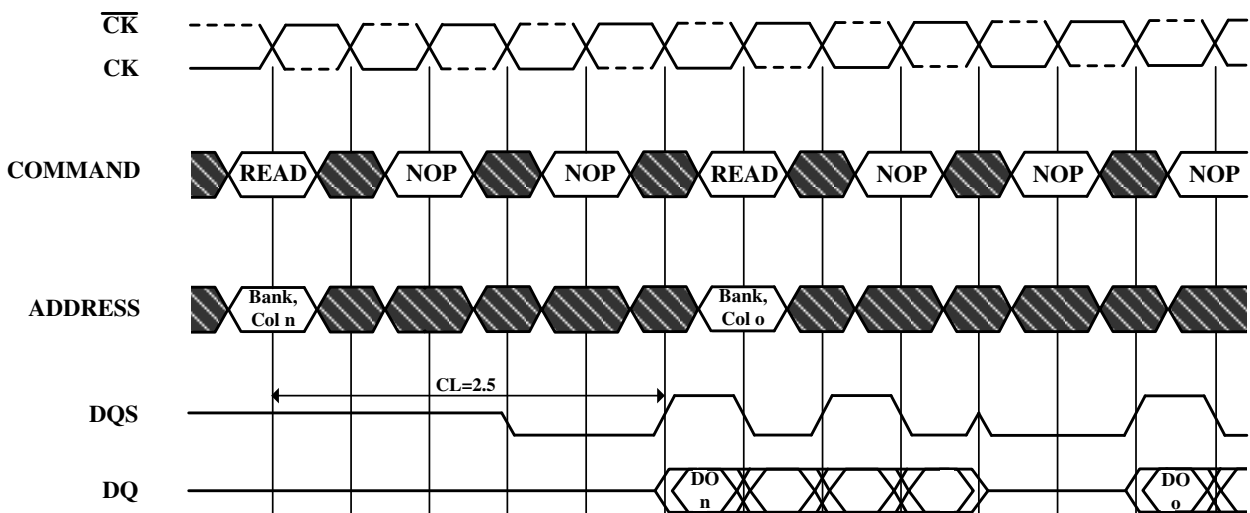 CK
CK
COMMAND
READ NOP NOP READ NOP NOP NOP
ADDRESS
Bank,
Col n
Bank,
Col o
CL=2.5
DQS
DQ
DO
n
DO
o